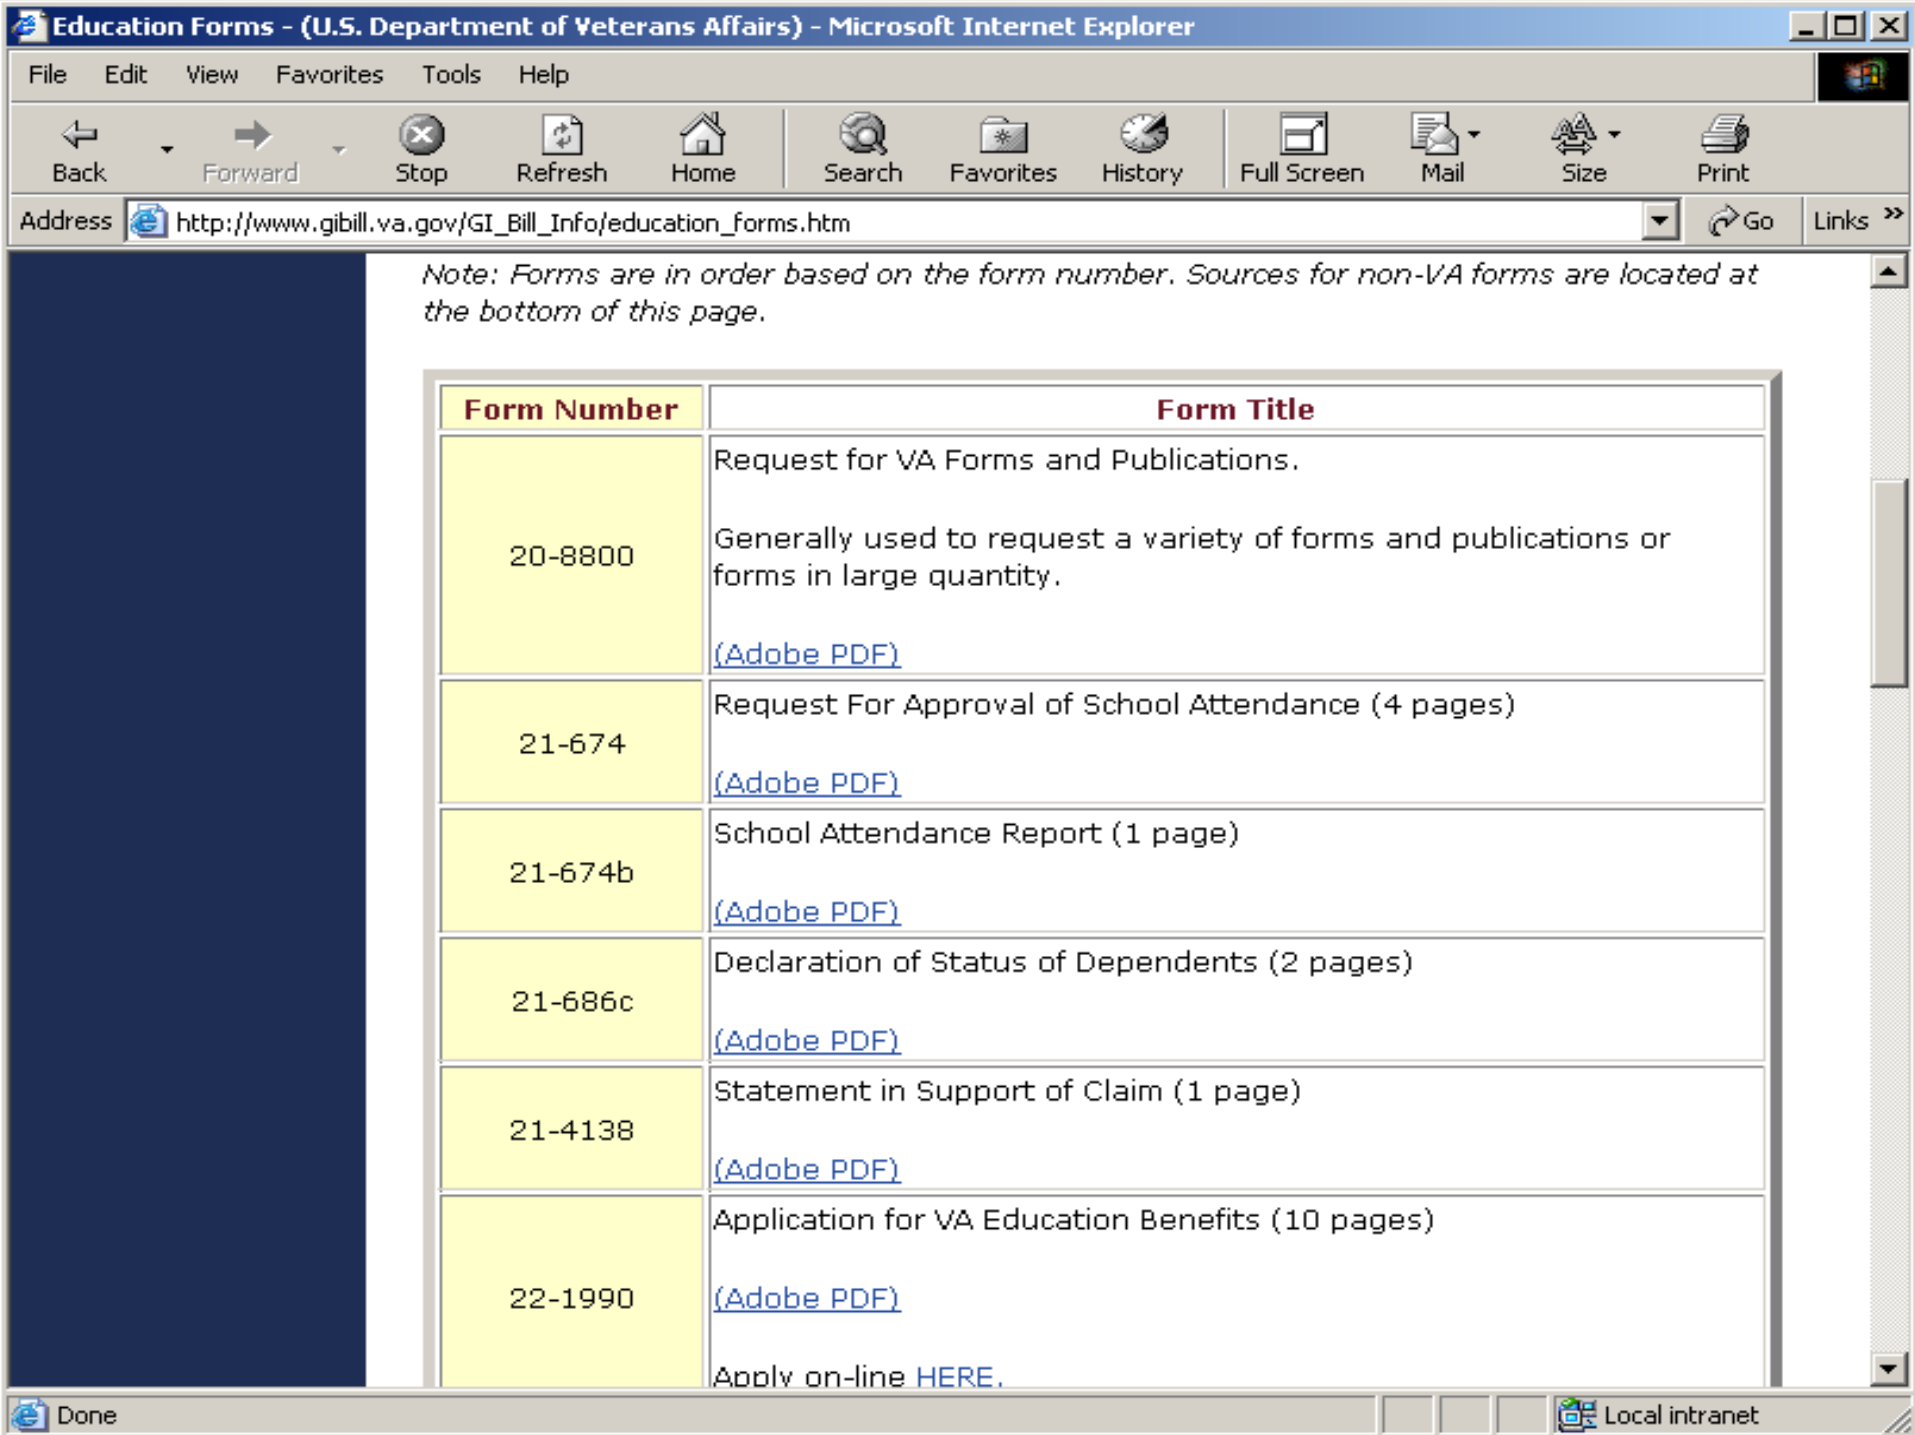 Education Forms - (U.S. Department of Veterans Affairs) - Microsoft Internet Explorer
File Edit View Favorites Tools Help
Back Forward Stop Refresh Home Search Favorites History Full Screen Mail Size Print
Address http://www.gibill.va.gov/GI_Bill_Info/education_forms.htm Go Links »
Note: Forms are in order based on the form number. Sources for non-VA forms are located at
the bottom of this page.
Form Number Form Title
20-8800
Request for VA Forms and Publications.
Generally used to request a variety of forms and publications or
forms in large quantity.
(Adobe PDF)
21-674
Request For Approval of School Attendance (4 pages)
(Adobe PDF)
21-674b
School Attendance Report (1 page)
(Adobe PDF)
21-686c
Declaration of Status of Dependents (2 pages)
(Adobe PDF)
21-4138
Statement in Support of Claim (1 page)
(Adobe PDF)
22-1990
Application for VA Education Benefits (10 pages)
(Adobe PDF)
Apply on-line HERE.
Done Local intranet